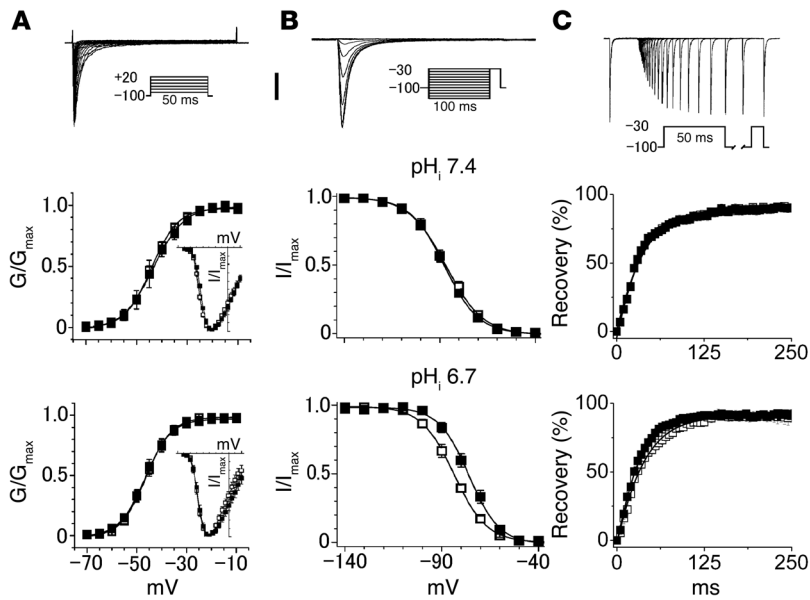 A B C
+20
−100
50 ms
−30
−100
100 ms
−30
−100
50 ms
pHi 7.4
G/Gmax
1.0
0.5
0
mV
I/Imax
I/Imax
1.0
0.5
0
Recovery (%)
100
50
0
0 125 250
pHi 6.7
G/Gmax
1.0
0.5
0
mV
I/Imax
−70 −50 −30 −10
mV
I/Imax
1.0
0.5
0
−140 −90 −40
mV
Recovery (%)
100
50
0
0 125 250
ms